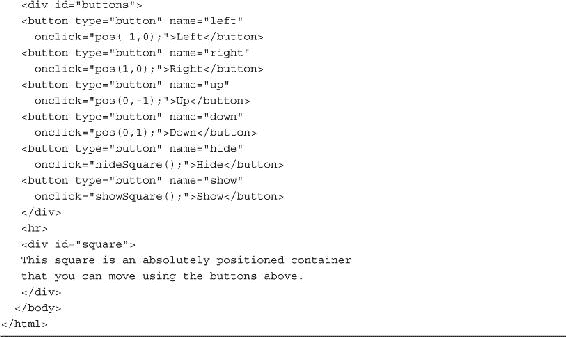 <div id="buttons">
<button type="button" name="left"
onclick="pos( 1,0);">Left</button>
<button type="button" name="right"
onclick="pos(1,0);">Right</button>
<button type="button" name="up"
onclick="pos(0,-1);">Up</button>
<button type="button" name="down"
onclick="pos(0,1);">Down</button>
<button type="button" name="hide"
onclick="hideSquare();">Hide</button>
<button type="button" name="show"
onclick="showSquare();">Show</button>
</div>
<hr>
<div id="square">
This square is an absolutely positioned container
that you can move using the buttons above.
</div>
</body>
</html>